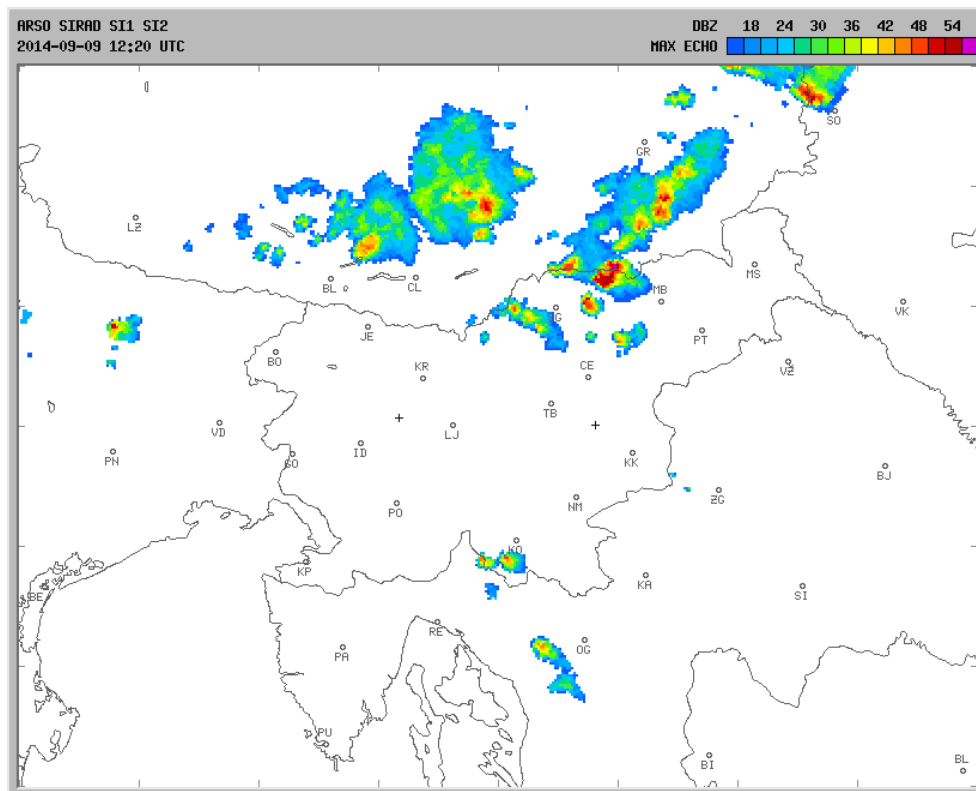 ARSO SIRAD SI1 SI2
DBZ 18 24 30 36 42 48 54
2014-09-09 12:20 UTC
MAX ECHO
SO
GR
LZ
MS
BL CL
MB
VK
JE
PT
BO
KR CE
VŽ
TB
VD
LJ
ID
PN GO KK
BJ
ZG
PO NM
KO
KP
KA
BE SI
RE
PA OG
PU
BI BL